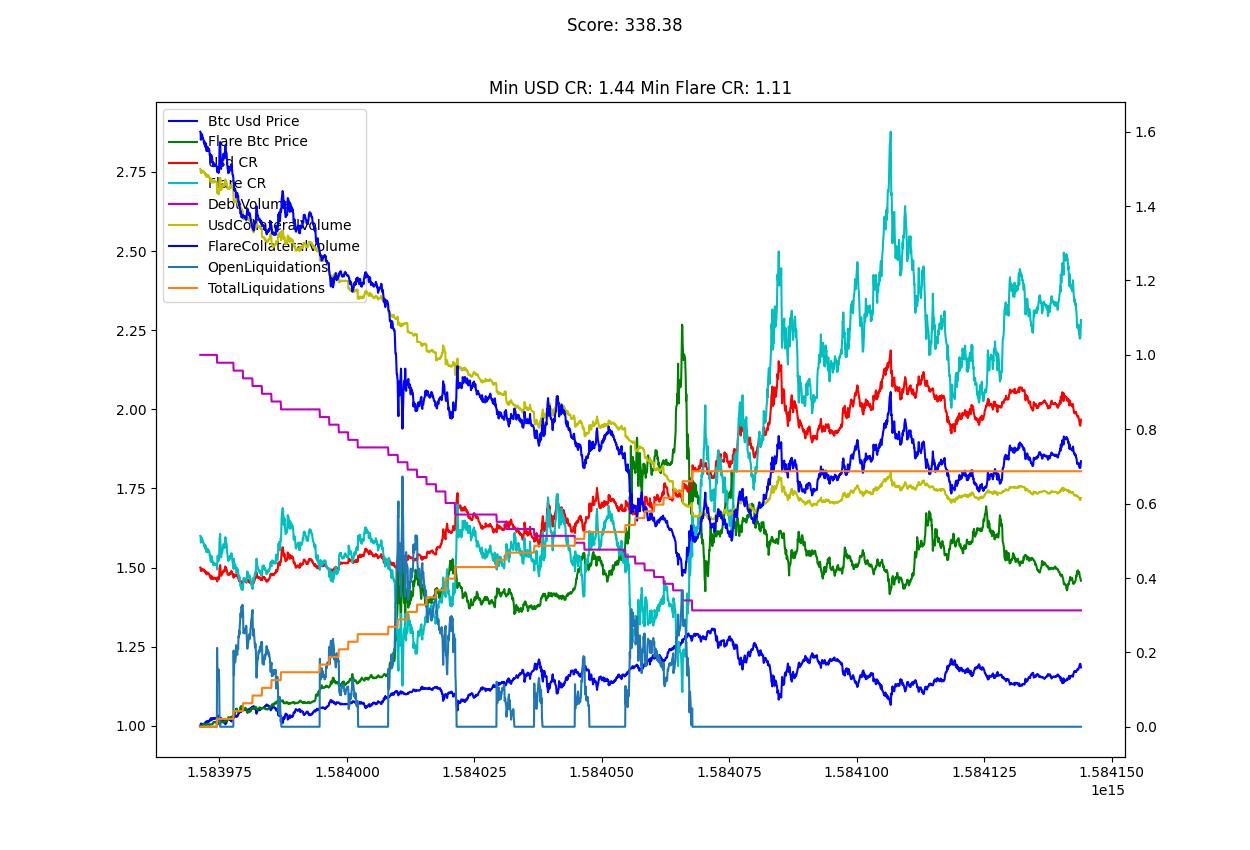 Score: 338.38
Min USD CR: 1.44 Min Flare CR: 1.11
Btc Usd Price
Flare Btc Price
Usd CR
Flare CR
DebtVolume
UsdCollateralVolume
FlareCollateralVolume
OpenLiquidations
TotalLiquidations
2.75
2.50
2.25
2.00
1.75
1.50
1.25
1.00
1.6
1.4
1.2
1.0
0.8
0.6
0.4
0.2
0.0
1.583975
1.584000
1.584025
1.584050
1.584075
1.584100
1.584125
1.584150
1e15